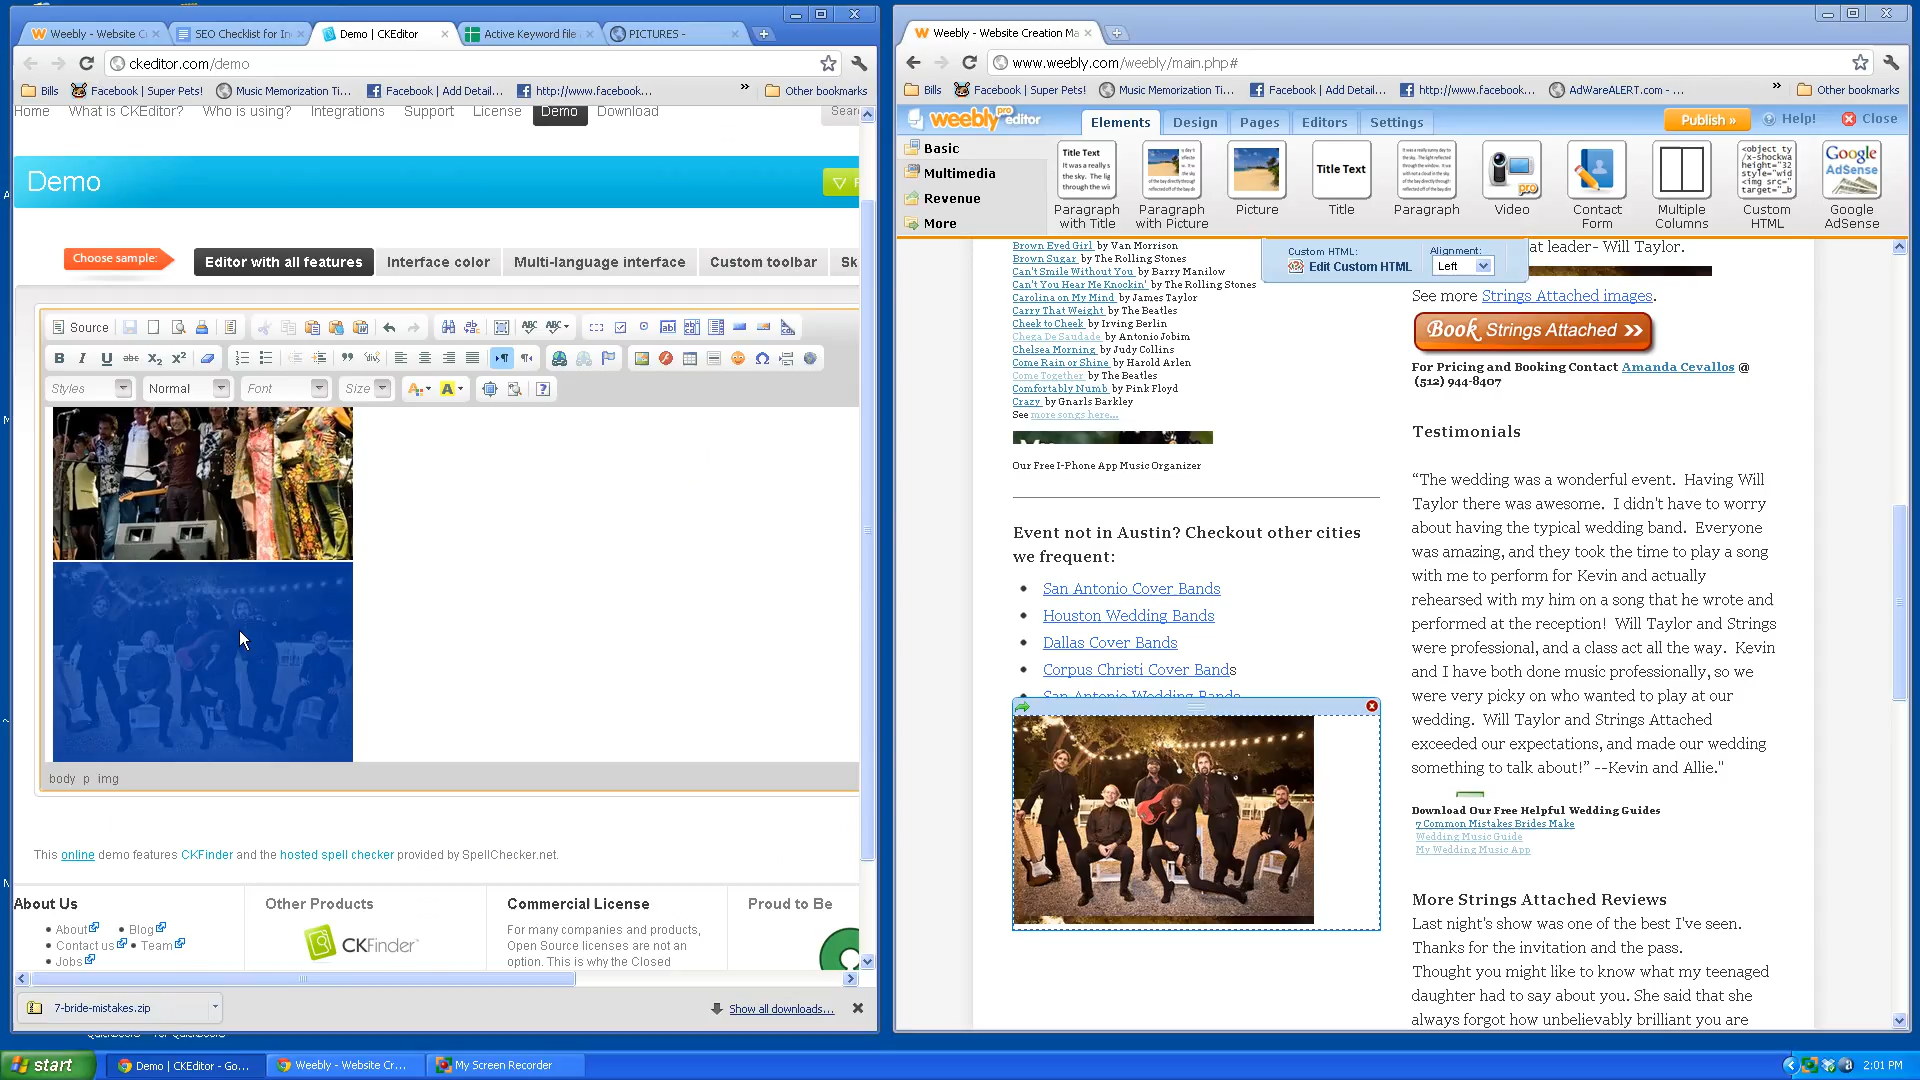 Weebly - Website C
SEO Checklist for In
Demo | CKEditor
Active Keyword file
PICTURES -
ckeditor.com/demo
Bills
Facebook | Super Pets!
Music Memorization Ti...
Facebook | Add Detail...
http://www.facebook...
»
Other bookmarks
Home
What is CKEditor?
Who is using?
Integrations
Support
License
Demo
Download
Sear
Demo
Choose sample:
Editor with all features
Interface color
Multi-language interface
Custom toolbar
Sk
Source
B I U abc X₂ X²
Styles
Normal
Font
Size
body p img
This online demo features CKFinder and the hosted spell checker provided by SpellChecker.net.
About Us
About
Blog
Contact us
Team
Jobs
Other Products
CKFinder
Commercial License
For many companies and products,
Open Source licenses are not an
option. This is why the Closed
Proud to Be
7-bride-mistakes.zip
Show all downloads...
Weebly - Website Creation Ma
www.weebly.com/weebly/main.php#
Bills
Facebook | Super Pets!
Music Memorization Ti...
Facebook | Add Detail...
http://www.facebook...
AdWareALERT.com - ...
»
Other bookmarks
weebly pro editor
Elements
Design
Pages
Editors
Settings
Publish »
Help!
Close
Basic
Multimedia
Revenue
More
Paragraph with Title
Paragraph with Picture
Picture
Title Text
Title
Paragraph
pro
Video
Contact Form
Multiple Columns
Custom HTML
Google AdSense
Google AdSense
Custom HTML:
Edit Custom HTML
Alignment:
Left
Brown Eyed Girl by Van Morrison
Brown Sugar by The Rolling Stones
Can't Smile Without You by Barry Manilow
Can't You Hear Me Knockin' by The Rolling Stones
Carolina on My Mind by James Taylor
Carry That Weight by The Beatles
Cheek to Cheek by Irving Berlin
Chega De Saudade by Antonio Jobim
Chelsea Morning by Judy Collins
Come Rain or Shine by Harold Arlen
Come Together by The Beatles
Comfortably Numb by Pink Floyd
Crazy by Gnarls Barkley
See more songs here...
Our Free I-Phone App Music Organizer
Event not in Austin? Checkout other cities
we frequent:
San Antonio Cover Bands
Houston Wedding Bands
Dallas Cover Bands
Corpus Christi Cover Bands
San Antonio Wedding Bands
at leader- Will Taylor.
See more Strings Attached images.
Book Strings Attached >>
For Pricing and Booking Contact Amanda Cevallos @
(512) 944-8407
Testimonials
“The wedding was a wonderful event. Having Will
Taylor there was awesome. I didn't have to worry
about having the typical wedding band. Everyone
was amazing, and they took the time to play a song
with me to perform for Kevin and actually
rehearsed with my him on a song that he wrote and
performed at the reception! Will Taylor and Strings
were professional, and a class act all the way. Kevin
and I have both done music professionally, so we
were very picky on who wanted to play at our
wedding. Will Taylor and Strings Attached
exceeded our expectations, and made our wedding
something to talk about!” --Kevin and Allie."
Download Our Free Helpful Wedding Guides
7 Common Mistakes Brides Make
Wedding Music Guide
My Wedding Music App
More Strings Attached Reviews
Last night's show was one of the best I've seen.
Thanks for the invitation and the pass.
Thought you might like to know what my teenaged
daughter had to say about you. She said that she
always forgot how unbelievably brilliant you are
start
Demo | CKEditor - Go...
Weebly - Website Cr...
My Screen Recorder
2:01 PM